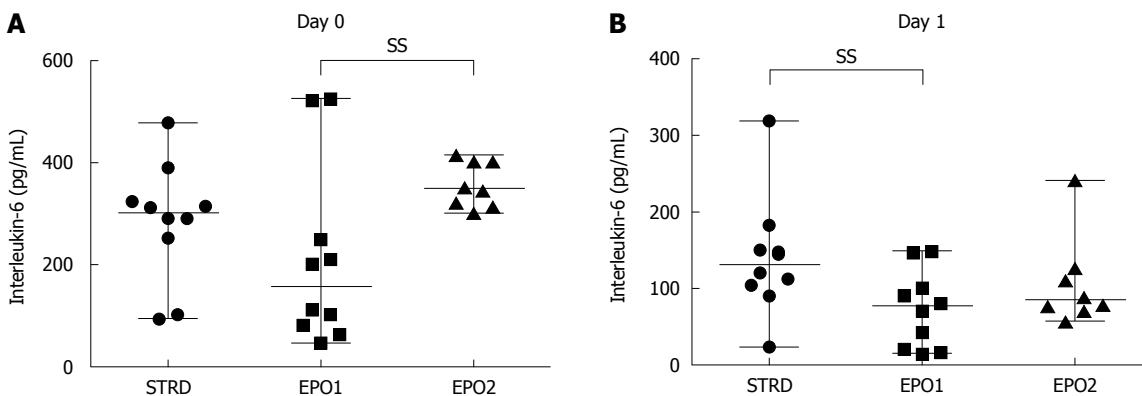 A
Day 0
SS
Interleukin-6 (pg/mL)
600
400
200
0
STRD EPO1 EPO2
B
Day 1
SS
Interleukin-6 (pg/mL)
400
300
200
100
0
STRD EPO1 EPO2